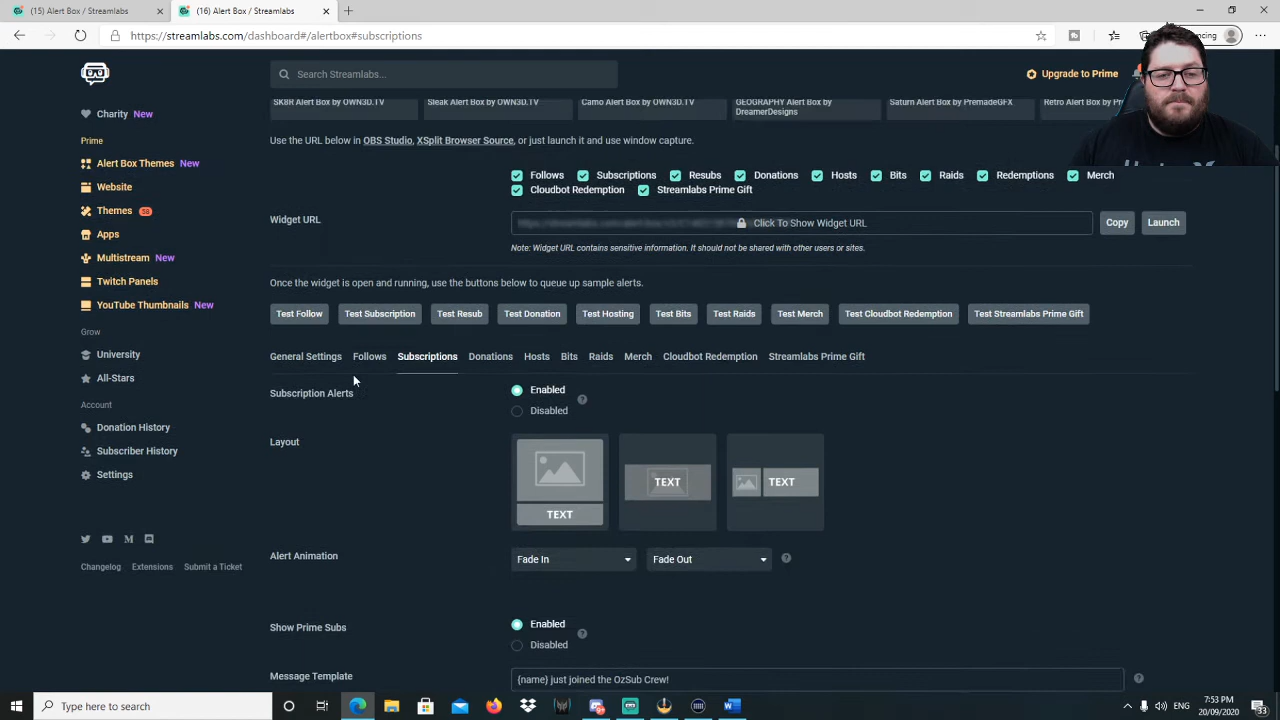 (15) Alert Box | Streamlabs
(16) Alert Box | Streamlabs
https://streamlabs.com/dashboard#/alertbox#subscriptions
Search Streamlabs...
Upgrade to Prime
Charity New
Prime
Alert Box Themes New
Website
Themes 58
Apps
Multistream New
Twitch Panels
YouTube Thumbnails New
Grow
University
All-Stars
Account
Donation History
Subscriber History
Settings
Changelog Extensions Submit a Ticket
SK8R Alert Box by OWN3D.TV
Sleak Alert Box by OWN3D.TV
Camo Alert Box by OWN3D.TV
GEOGRAPHY Alert Box by
DreamerDesigns
Saturn Alert Box by PremadeGFX
Retro Alert Box by Prem
Use the URL below in OBS Studio, XSplit Browser Source, or just launch it and use window capture.
Follows Subscriptions Resubs Donations Hosts Bits Raids Redemptions Merch
Cloudbot Redemption Streamlabs Prime Gift
Widget URL
Click To Show Widget URL
Copy Launch
Note: Widget URL contains sensitive information. It should not be shared with other users or sites.
Once the widget is open and running, use the buttons below to queue up sample alerts.
Test Follow Test Subscription Test Resub Test Donation Test Hosting Test Bits Test Raids Test Merch Test Cloudbot Redemption Test Streamlabs Prime Gift
General Settings Follows Subscriptions Donations Hosts Bits Raids Merch Cloudbot Redemption Streamlabs Prime Gift
Subscription Alerts
Enabled
Disabled
Layout
TEXT
TEXT
TEXT
Alert Animation
Fade In Fade Out
Show Prime Subs
Enabled
Disabled
Message Template
{name} just joined the OzSub Crew!
Type here to search
ENG
7:53 PM
20/09/2020
33